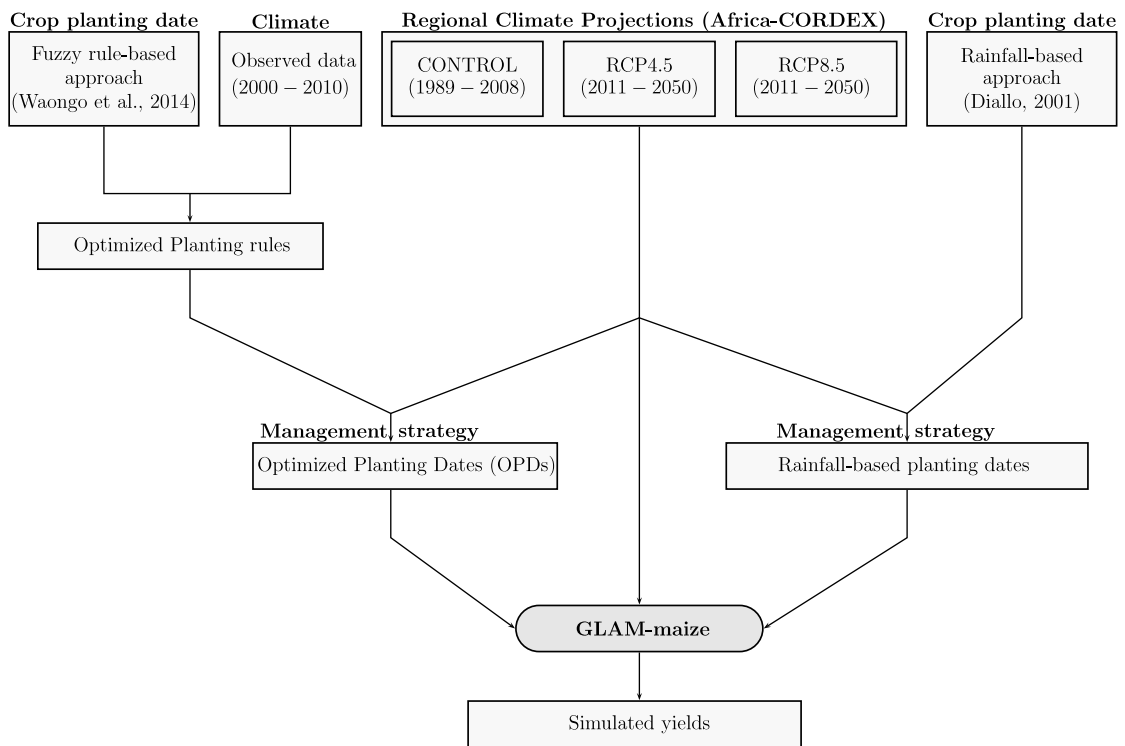 Crop planting date
Fuzzy rule-based
approach
(Waongo et al., 2014)
Climate
Observed data
(2000 − 2010)
Regional Climate Projections (Africa-CORDEX)
CONTROL
(1989 − 2008)
RCP4.5
(2011 − 2050)
RCP8.5
(2011 − 2050)
Crop planting date
Rainfall-based
approach
(Diallo, 2001)
Optimized Planting rules
Management strategy
Optimized Planting Dates (OPDs)
Management strategy
Rainfall-based planting dates
GLAM-maize
Simulated yields